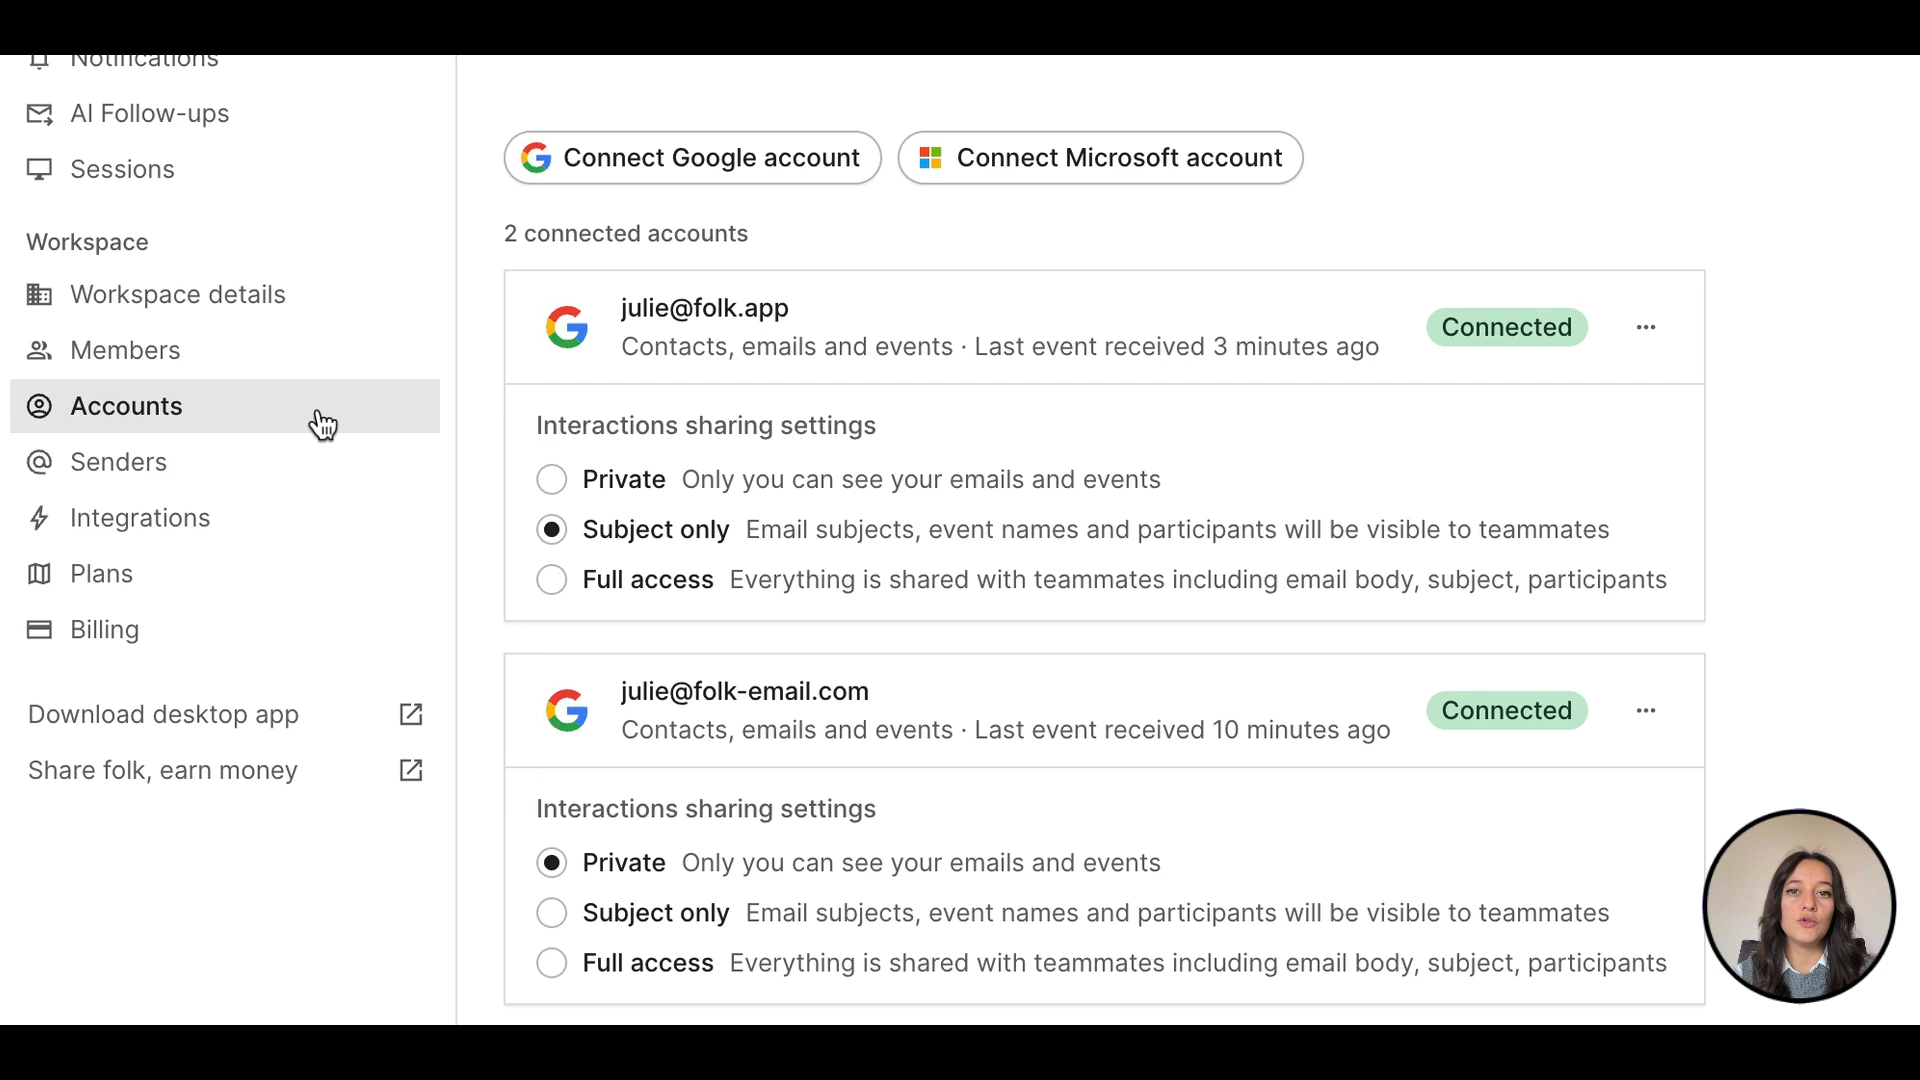 Notifications
AI Follow-ups
Sessions
Workspace
Workspace details
Members
Accounts
Senders
Integrations
Plans
Billing
Download desktop app
Share folk, earn money
Connect Google account
Connect Microsoft account
2 connected accounts
julie@folk.app
Contacts, emails and events · Last event received 3 minutes ago
Connected
Interactions sharing settings
Private Only you can see your emails and events
Subject only Email subjects, event names and participants will be visible to teammates
Full access Everything is shared with teammates including email body, subject, participants
julie@folk-email.com
Contacts, emails and events · Last event received 10 minutes ago
Connected
Interactions sharing settings
Private Only you can see your emails and events
Subject only Email subjects, event names and participants will be visible to teammates
Full access Everything is shared with teammates including email body, subject, participants